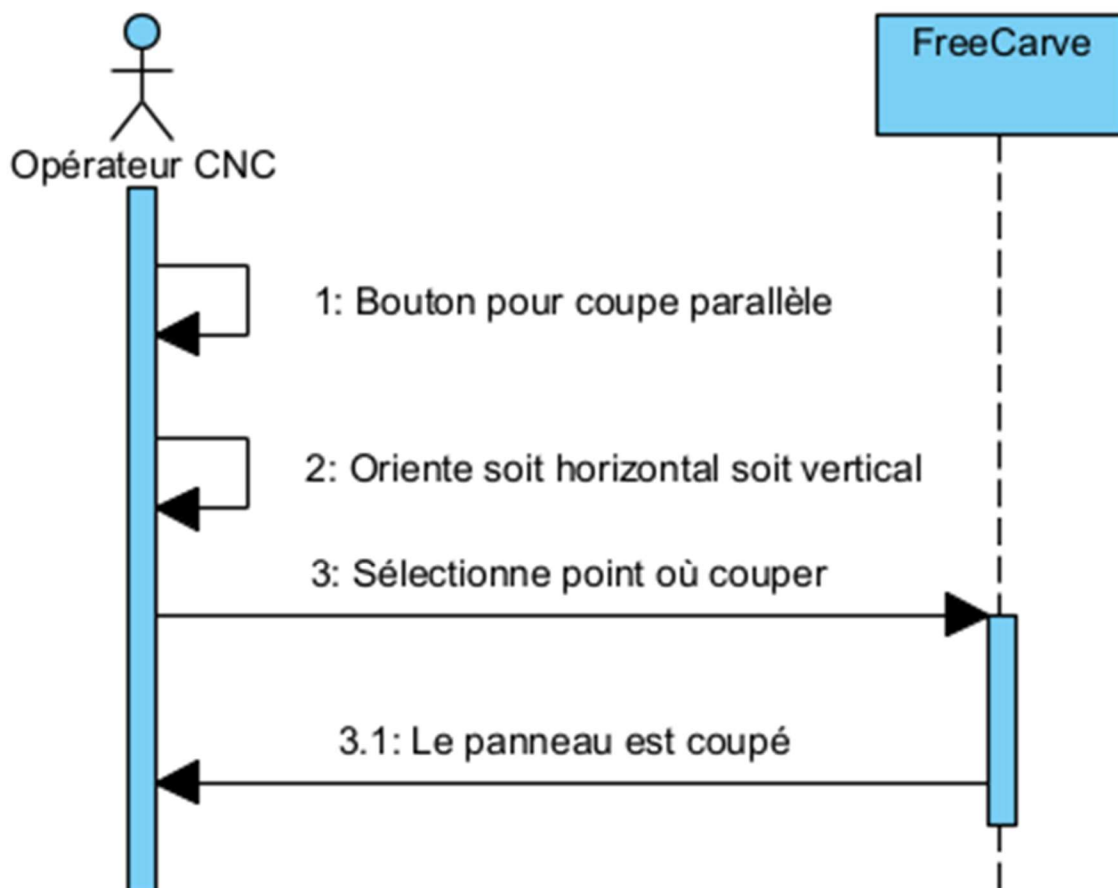 FreeCarve
Opérateur CNC
1: Bouton pour coupe parallèle
2: Oriente soit horizontal soit vertical
3: Sélectionne point où couper
3.1: Le panneau est coupé